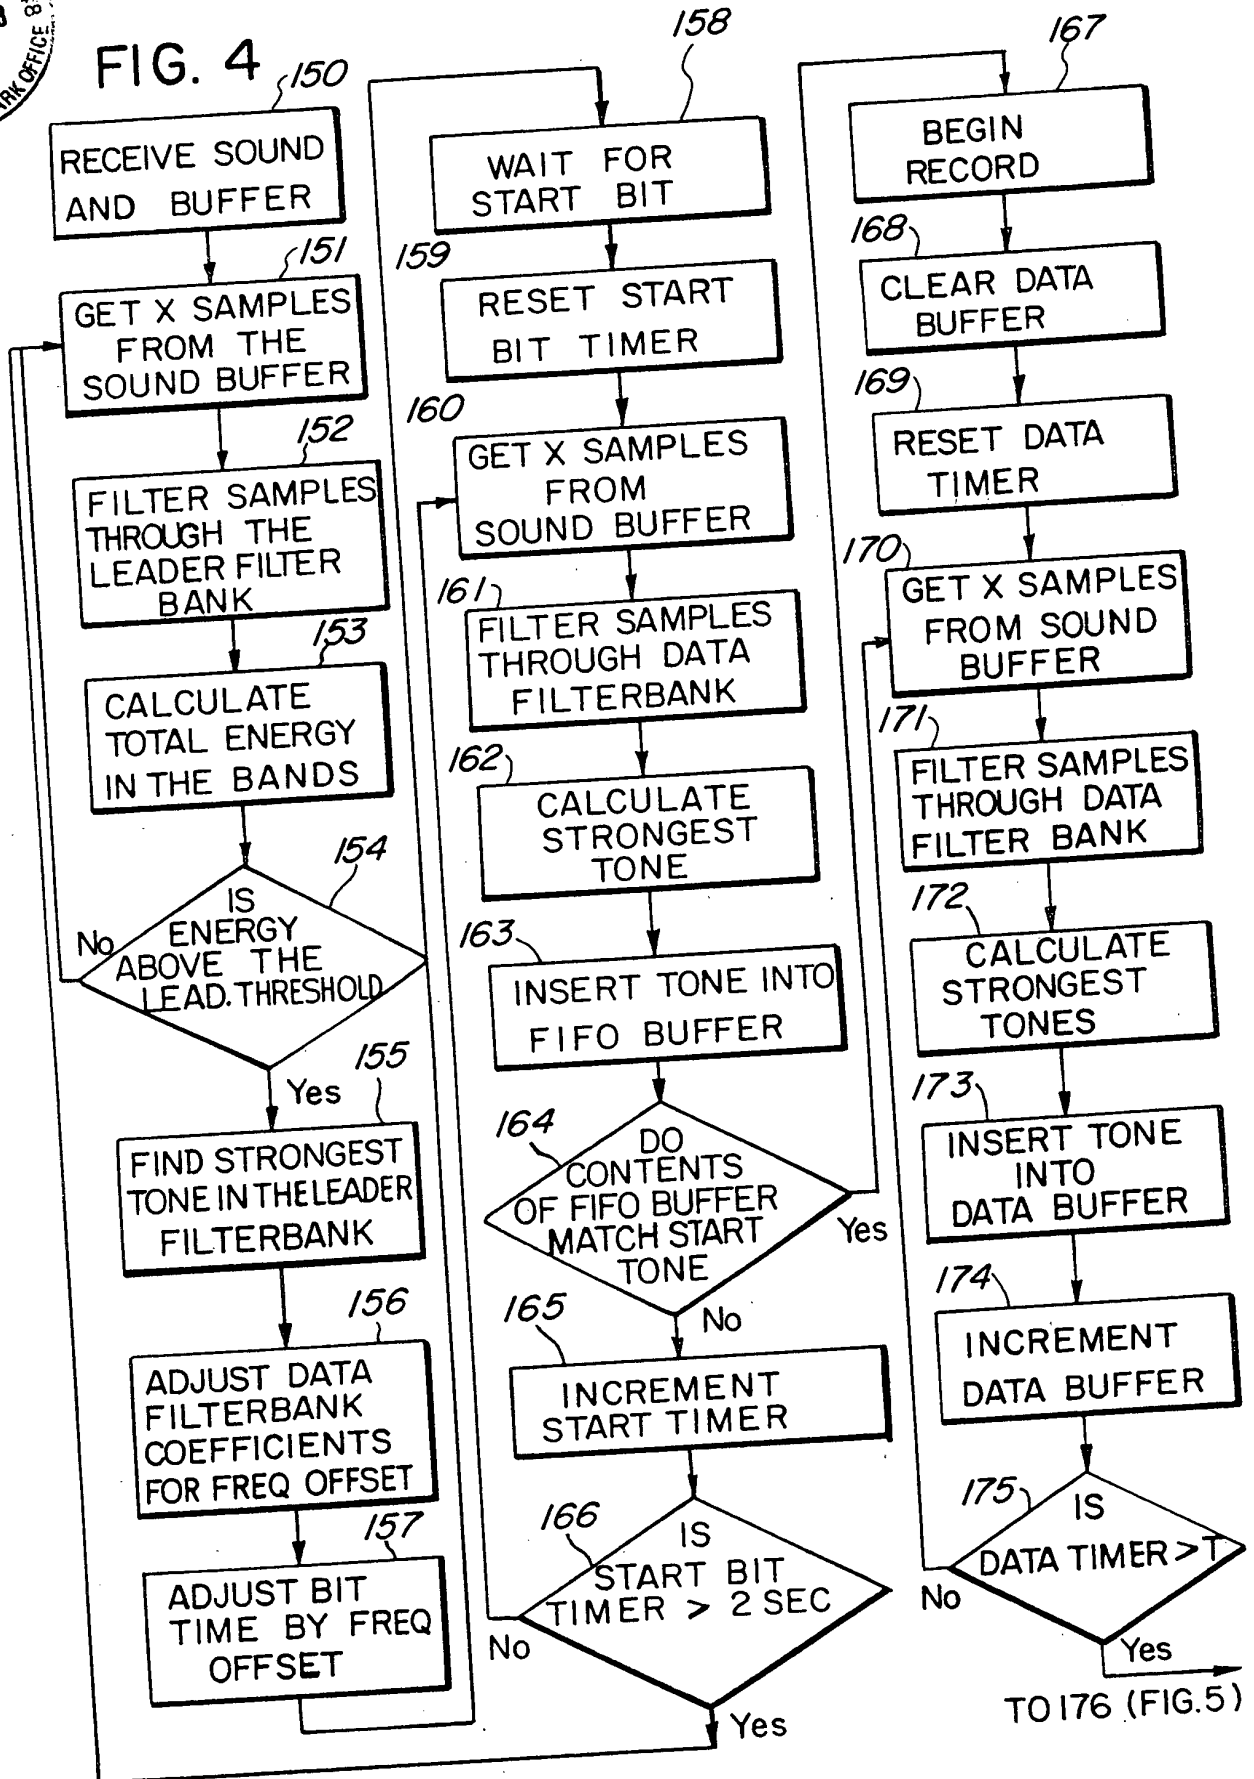 FIG. 4
RK OFFICE
150
RECEIVE SOUND
AND BUFFER
151
GET X SAMPLES
FROM THE
SOUND BUFFER
152
FILTER SAMPLES
THROUGH THE
LEADER FILTER
BANK
153
CALCULATE
TOTAL ENERGY
IN THE BANDS
154
IS
ENERGY
ABOVE THE
LEAD. THRESHOLD
No
Yes
155
FIND STRONGEST
TONE IN THE LEADER
FILTERBANK
156
ADJUST DATA
FILTERBANK
COEFFICIENTS
FOR FREQ OFFSET
157
ADJUST BIT
TIME BY FREQ
OFFSET
158
WAIT FOR
START BIT
159
RESET START
BIT TIMER
160
GET X SAMPLES
FROM
SOUND BUFFER
161
FILTER SAMPLES
THROUGH DATA
FILTERBANK
162
CALCULATE
STRONGEST
TONE
163
INSERT TONE INTO
FIFO BUFFER
164
DO
CONTENTS
OF FIFO BUFFER
MATCH START
TONE
Yes
No
165
INCREMENT
START TIMER
166
IS
START BIT
TIMER > 2 SEC
No
Yes
167
BEGIN
RECORD
168
CLEAR DATA
BUFFER
169
RESET DATA
TIMER
170
GET X SAMPLES
FROM SOUND
BUFFER
171
FILTER SAMPLES
THROUGH DATA
FILTER BANK
172
CALCULATE
STRONGEST
TONES
173
INSERT TONE
INTO
DATA BUFFER
174
INCREMENT
DATA BUFFER
175
IS
DATA TIMER > T
No
Yes
TO 176 (FIG.5)